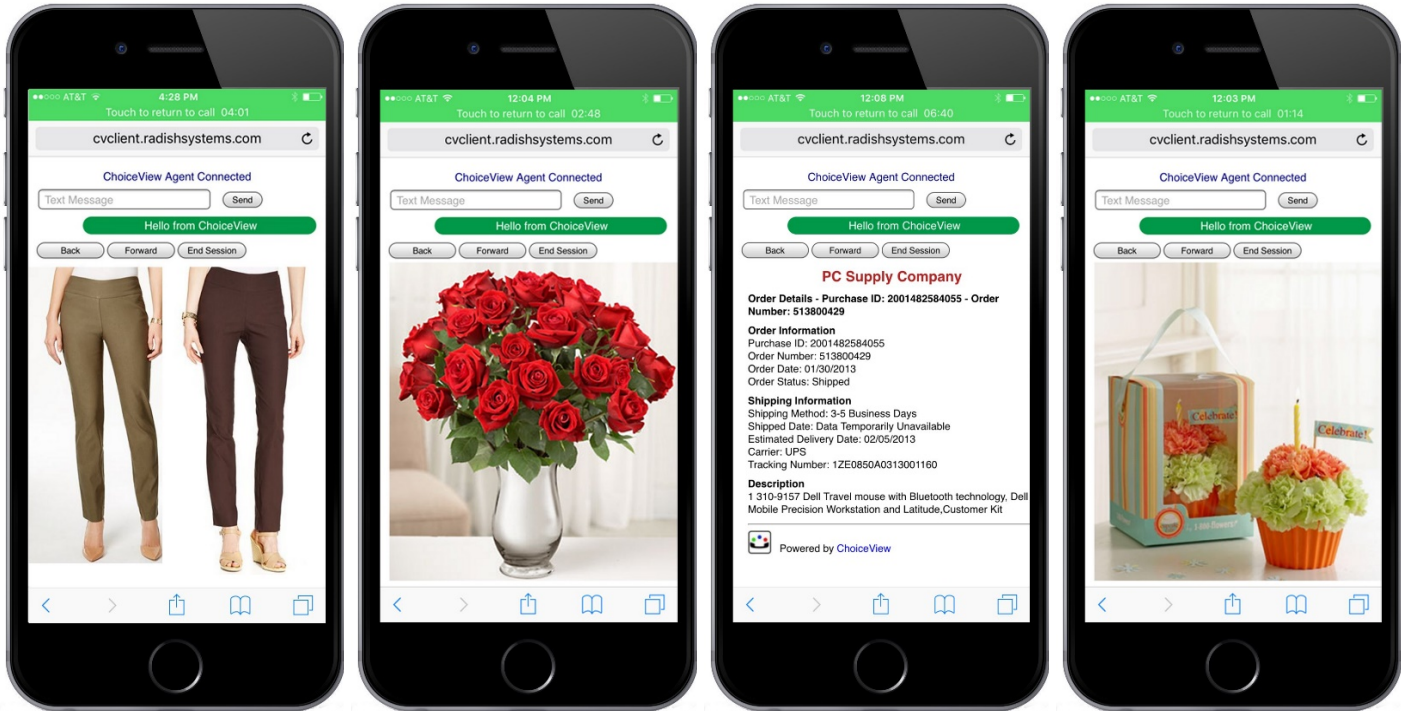 ●●○○○ AT&T 4:28 PM
Touch to return to call 04:01
cvclient.radishsystems.com
ChoiceView Agent Connected
Text Message Send
Hello from ChoiceView
Back Forward End Session
●●○○○ AT&T 12:04 PM
Touch to return to call 02:48
cvclient.radishsystems.com
ChoiceView Agent Connected
Text Message Send
Hello from ChoiceView
Back Forward End Session
●●○○○ AT&T 12:08 PM
Touch to return to call 06:40
cvclient.radishsystems.com
ChoiceView Agent Connected
Text Message Send
Hello from ChoiceView
Back Forward End Session
PC Supply Company
Order Details - Purchase ID: 2001482584055 - Order
Number: 513800429
Order Information
Purchase ID: 2001482584055
Order Number: 513800429
Order Date: 01/30/2013
Order Status: Shipped
Shipping Information
Shipping Method: 3-5 Business Days
Shipped Date: Data Temporarily Unavailable
Estimated Delivery Date: 02/05/2013
Carrier: UPS
Tracking Number: 1ZE0850A0313001160
Description
1 310-9157 Dell Travel mouse with Bluetooth technology, Dell
Mobile Precision Workstation and Latitude,Customer Kit
Powered by ChoiceView
●●○○○ AT&T 12:03 PM
Touch to return to call 01:14
cvclient.radishsystems.com
ChoiceView Agent Connected
Text Message Send
Hello from ChoiceView
Back Forward End Session
Celebrate!
Celebrate!
1-800-flowers